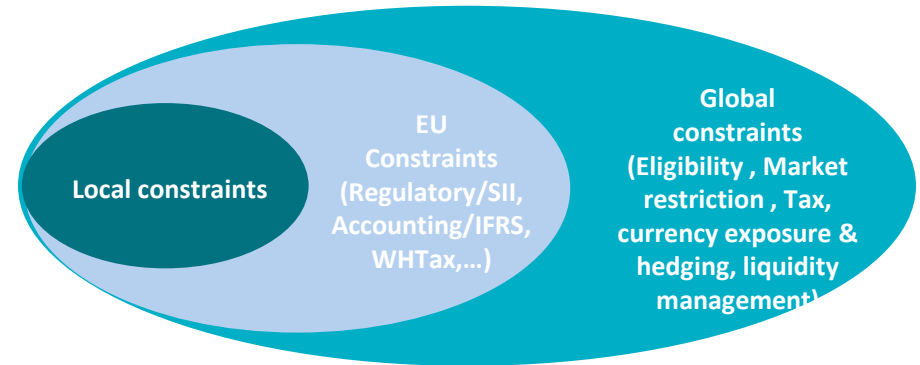 Local constraints
EU
Constraints
(Regulatory/SII,
Accounting/IFRS,
WHTax,...)
Global
constraints
(Eligibility , Market
restriction , Tax,
currency exposure &
hedging, liquidity
management)